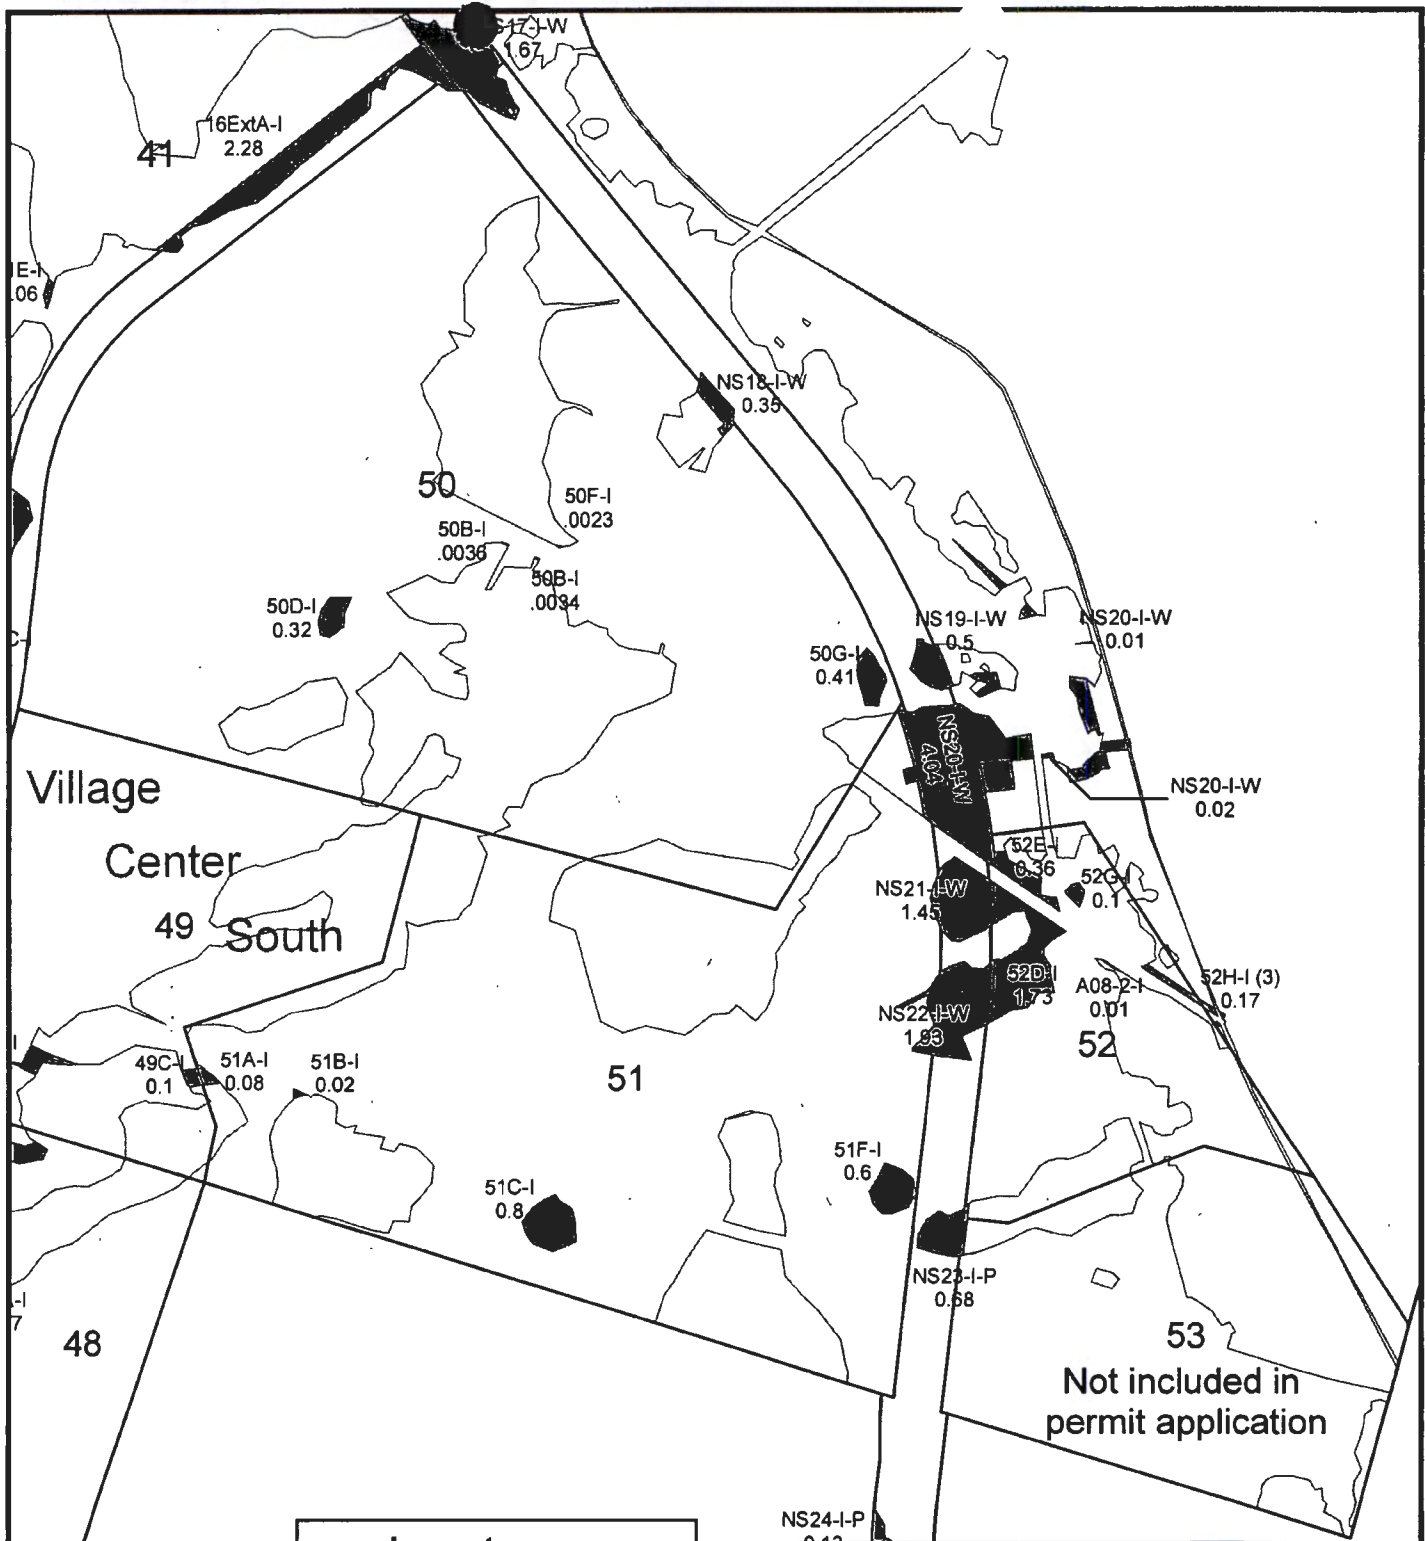 NS17-I-W
1.67
16ExtA-I
2.28
41
1E-I
.06
NS18-I-W
0.35
50
50F-I
.0023
50B-I
.0036
50B-I
.0034
50D-I
0.32
NS19-I-W
0.5
NS20-I-W
0.01
50G-I
0.41
NS20-I-W
4.04
NS20-I-W
0.02
Village
Center
South
49
52E-I
0.36
52G-I
0.1
NS21-I-W
1.45
52D-I
1.73
A08-2-I
0.01
52H-I (3)
0.17
NS22-I-W
1.93
52
49C-I
0.1
51A-I
0.08
51B-I
0.02
51
51F-I
0.6
51C-I
0.8
NS23-I-P
0.68
48
53
Not included in
permit application
NS24-I-P